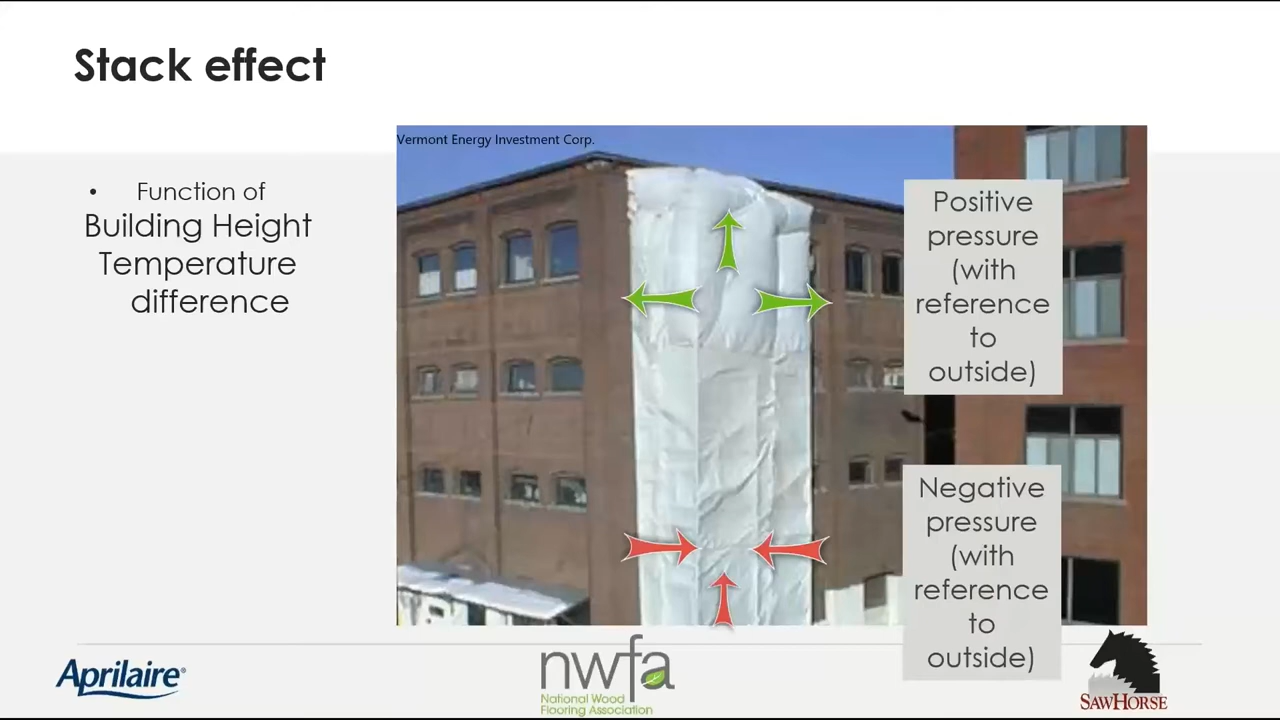 Stack effect
• Function of
Building Height
Temperature
difference
Vermont Energy Investment Corp.
Positive
pressure
(with
reference
to
outside)
Negative
pressure
(with
reference
to
outside)
Aprilaire®
nwfa
National Wood
Flooring Association
SAWHORSE